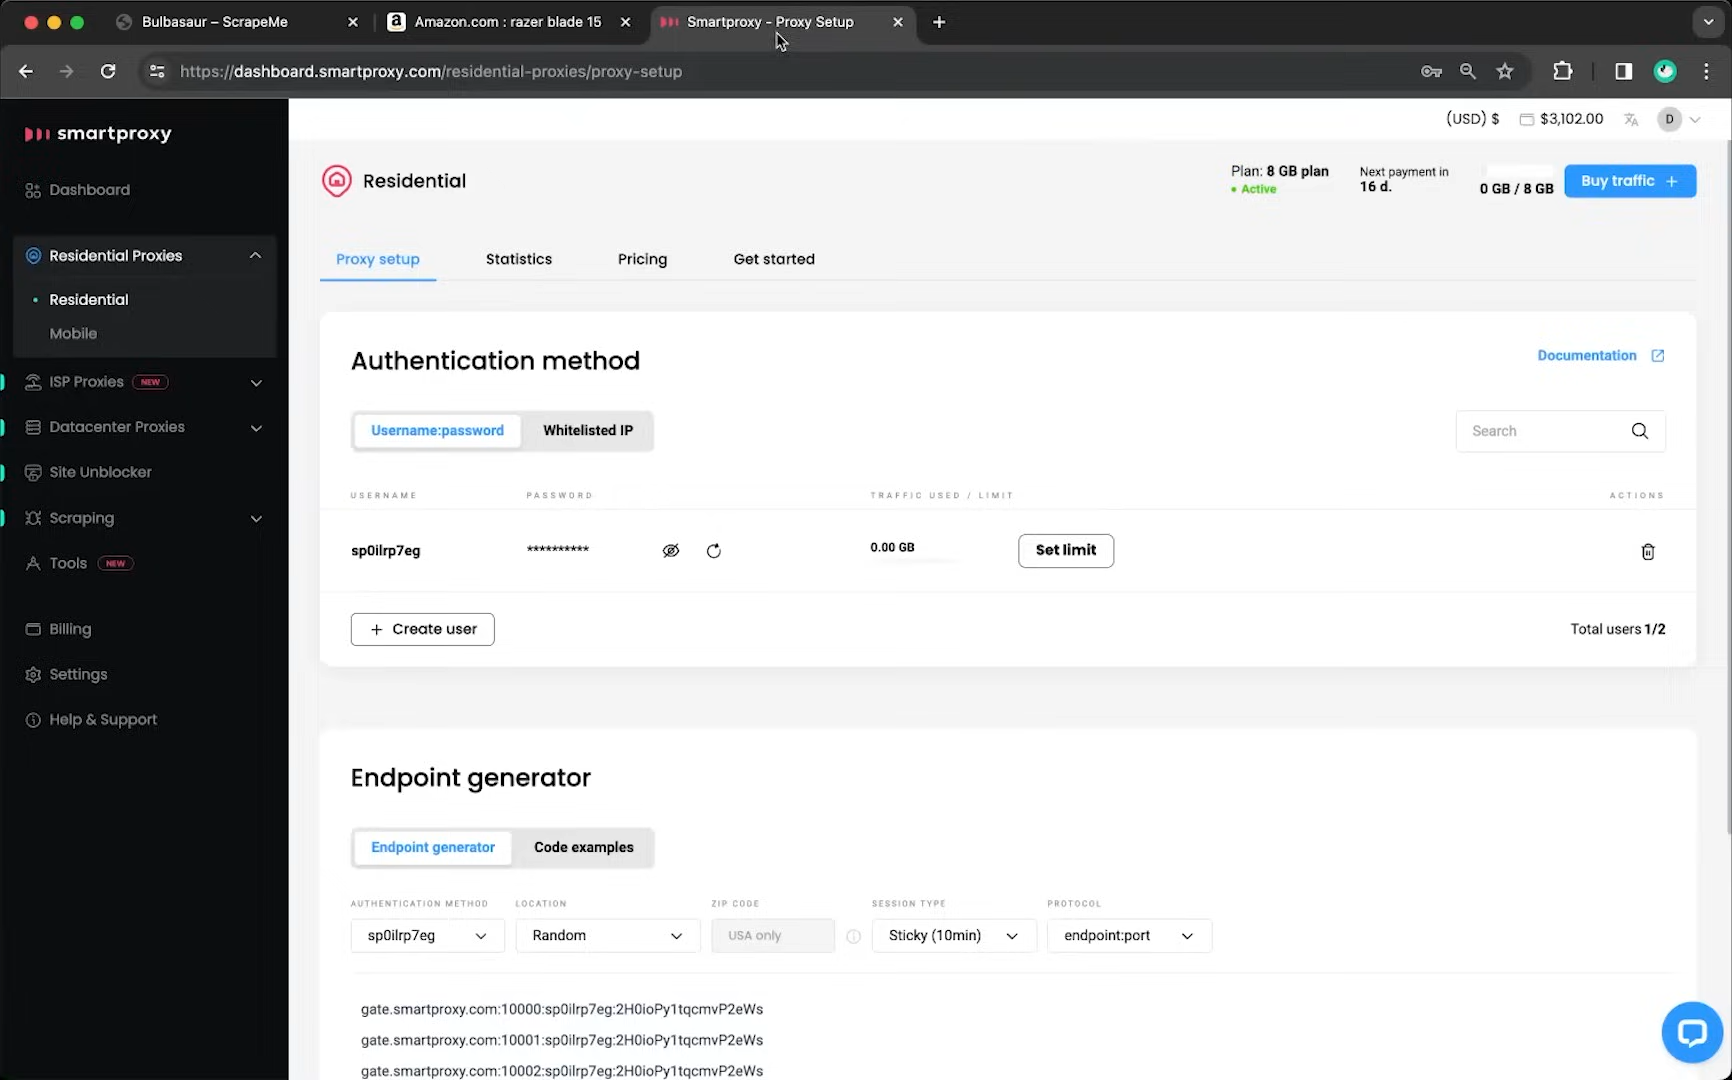 Bulbasaur – ScrapeMe
Amazon.com : razer blade 15
Smartproxy - Proxy Setup
https://dashboard.smartproxy.com/residential-proxies/proxy-setup
smartproxy
(USD) $
$3,102.00
D
Dashboard
Residential
Plan: 8 GB plan
Active
Next payment in
16 d.
0 GB / 8 GB
Buy traffic +
Residential Proxies
Residential
Mobile
ISP Proxies NEW
Datacenter Proxies
Site Unblocker
Scraping
Tools NEW
Billing
Settings
Help & Support
Proxy setup
Statistics
Pricing
Get started
Authentication method
Documentation
Username:password
Whitelisted IP
Search
USERNAME
PASSWORD
TRAFFIC USED / LIMIT
ACTIONS
sp0ilrp7eg
**********
0.00 GB
Set limit
+ Create user
Total users 1/2
Endpoint generator
Endpoint generator
Code examples
AUTHENTICATION METHOD
LOCATION
ZIP CODE
SESSION TYPE
PROTOCOL
sp0ilrp7eg
Random
USA only
Sticky (10min)
endpoint:port
gate.smartproxy.com:10000:sp0ilrp7eg:2H0ioPy1tqcmvP2eWs
gate.smartproxy.com:10001:sp0ilrp7eg:2H0ioPy1tqcmvP2eWs
gate.smartproxy.com:10002:sp0ilrp7eg:2H0ioPy1tqcmvP2eWs